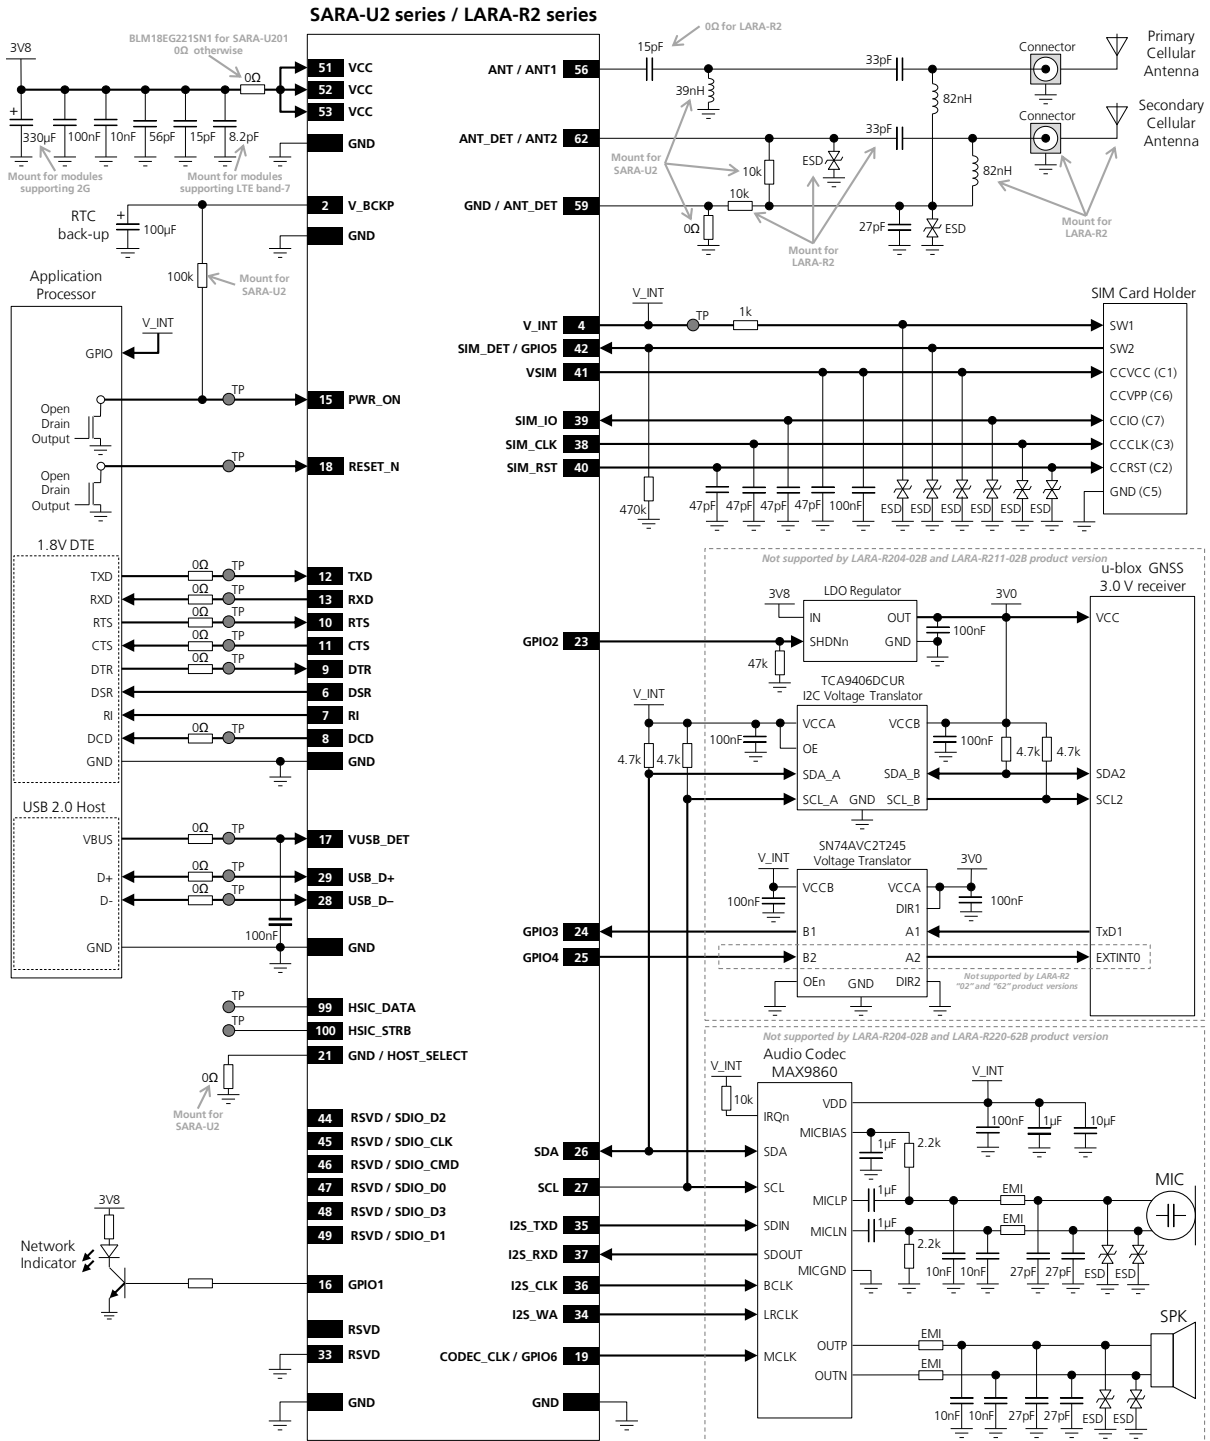 SARA-U2 series / LARA-R2 series
BLM18EG221SN1 for SARA-U201
0Ω otherwise
3V8
0Ω
330µF
100nF
10nF
56pF
15pF
8.2pF
Mount for modules
supporting 2G
Mount for modules
supporting LTE band-7
51 VCC
52 VCC
53 VCC
GND
RTC
back-up
100µF
2 V_BCKP
GND
100k
Mount for
SARA-U2
Application
Processor
V_INT
GPIO
Open
Drain
Output
TP
15 PWR_ON
Open
Drain
Output
TP
18 RESET_N
1.8V DTE
TXD 0Ω TP 12 TXD
RXD 0Ω TP 13 RXD
RTS 0Ω TP 10 RTS
CTS 0Ω TP 11 CTS
DTR 0Ω TP 9 DTR
DSR 6 DSR
RI 7 RI
DCD 0Ω TP 8 DCD
GND GND
USB 2.0 Host
VBUS 0Ω TP 17 VUSB_DET
D+ 0Ω TP 29 USB_D+
D- 0Ω TP 28 USB_D–
100nF
GND GND
TP 99 HSIC_DATA
TP 100 HSIC_STRB
21 GND / HOST_SELECT
0Ω
Mount for
SARA-U2
44 RSVD / SDIO_D2
45 RSVD / SDIO_CLK
46 RSVD / SDIO_CMD
47 RSVD / SDIO_D0
48 RSVD / SDIO_D3
49 RSVD / SDIO_D1
3V8
Network
Indicator
16 GPIO1
RSVD
33 RSVD
GND
0Ω for LARA-R2
ANT / ANT1 56
15pF
39nH
33pF
82nH
Connector
Primary
Cellular
Antenna
ANT_DET / ANT2 62
Mount for
SARA-U2
10k
ESD
33pF
82nH
Connector
Secondary
Cellular
Antenna
GND / ANT_DET 59
0Ω
10k
Mount for
LARA-R2
27pF
ESD
Mount for
LARA-R2
V_INT
SIM Card Holder
V_INT 4 TP 1k SW1
SIM_DET / GPIO5 42 SW2
VSIM 41 CCVCC (C1)
CCVPP (C6)
SIM_IO 39 CCIO (C7)
SIM_CLK 38 CCCLK (C3)
SIM_RST 40 CCRST (C2)
GND (C5)
470k
47pF
47pF
47pF
47pF
100nF
ESD
ESD
ESD
ESD
ESD
ESD
Not supported by LARA-R204-02B and LARA-R211-02B product version
u-blox GNSS
3.0 V receiver
3V8
LDO Regulator
3V0
IN OUT VCC
SHDNn GND 100nF
GPIO2 23
47k
TCA9406DCUR
I2C Voltage Translator
V_INT
100nF
VCCA VCCB
OE
100nF
4.7k
4.7k
4.7k
4.7k
SDA_A SDA_B SDA2
SCL_A GND SCL_B SCL2
SN74AVC2T245
Voltage Translator
V_INT
3V0
100nF
VCCB VCCA
DIR1
100nF
GPIO3 24 B1 A1 TxD1
GPIO4 25 B2 A2 EXTINT0
OEn GND DIR2
Not supported by LARA-R2
"02" and "62" product versions
Not supported by LARA-R204-02B and LARA-R220-62B product version
Audio Codec
MAX9860
V_INT
10k
IRQn
VDD
V_INT
100nF
1µF
10µF
MICBIAS
1µF
2.2k
SDA 26 SDA
SCL 27 SCL
MICLP 1µF EMI
MIC
I2S_TXD 35 SDIN
MICLN 1µF EMI
2.2k
10nF
10nF
27pF
27pF
ESD
ESD
I2S_RXD 37 SDOUT
MICGND
I2S_CLK 36 BCLK
I2S_WA 34 LRCLK
SPK
CODEC_CLK / GPIO6 19 MCLK
OUTP EMI
OUTN EMI
10nF
10nF
27pF
27pF
ESD
ESD
GND